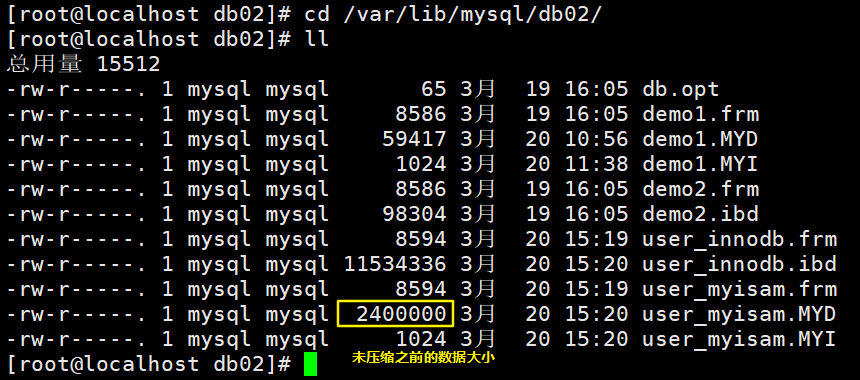 [root@localhost db02]# cd /var/lib/mysql/db02/
[root@localhost db02]# ll
总用量 15512
-rw-r-----. 1 mysql mysql       65 3月  19 16:05 db.opt
-rw-r-----. 1 mysql mysql     8586 3月  19 16:05 demo1.frm
-rw-r-----. 1 mysql mysql    59417 3月  20 10:56 demo1.MYD
-rw-r-----. 1 mysql mysql     1024 3月  20 11:38 demo1.MYI
-rw-r-----. 1 mysql mysql     8586 3月  19 16:05 demo2.frm
-rw-r-----. 1 mysql mysql    98304 3月  19 16:05 demo2.ibd
-rw-r-----. 1 mysql mysql     8594 3月  20 15:19 user_innodb.frm
-rw-r-----. 1 mysql mysql 11534336 3月  20 15:20 user_innodb.ibd
-rw-r-----. 1 mysql mysql     8594 3月  20 15:19 user_myisam.frm
-rw-r-----. 1 mysql mysql  2400000 3月  20 15:20 user_myisam.MYD
-rw-r-----. 1 mysql mysql     1024 3月  20 15:20 user_myisam.MYI
[root@localhost db02]#
未压缩之前的数据大小